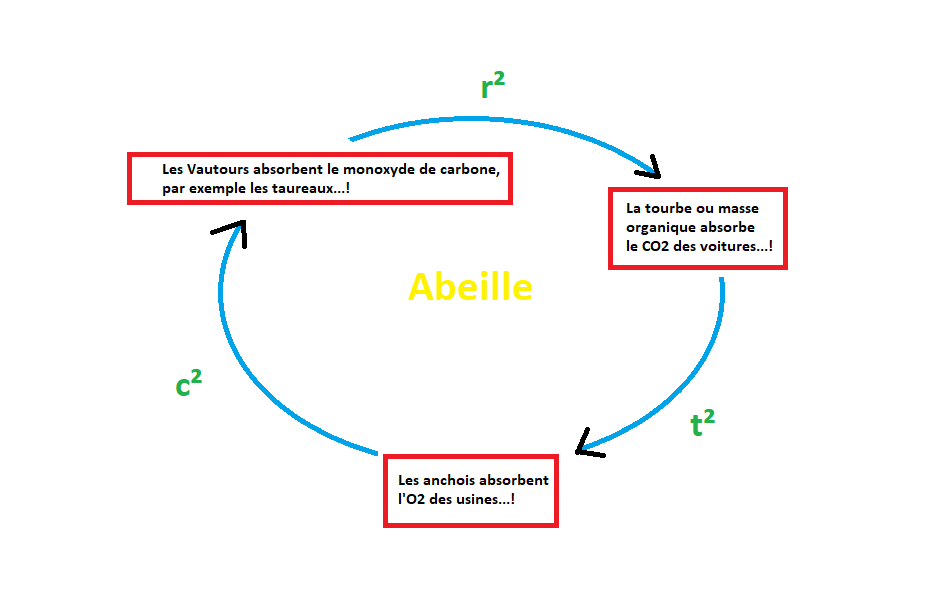 r²
Les Vautours absorbent le monoxyde de carbone,
par exemple les taureaux...!
La tourbe ou masse
organique absorbe
le CO2 des voitures...!
Abeille
c²
t²
Les anchois absorbent
l'O2 des usines...!